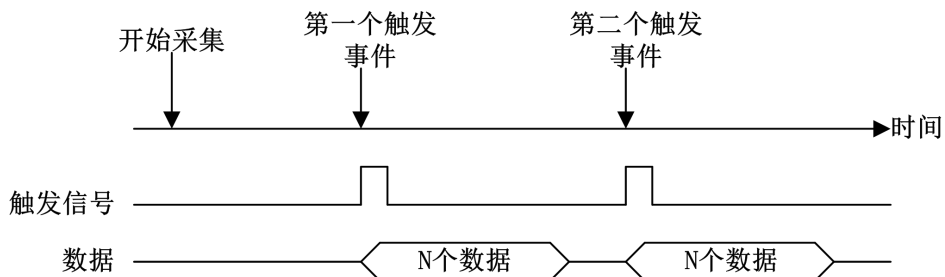 开始采集
第一个触发
事件
第二个触发
事件
时间
触发信号
数据
N个数据
N个数据